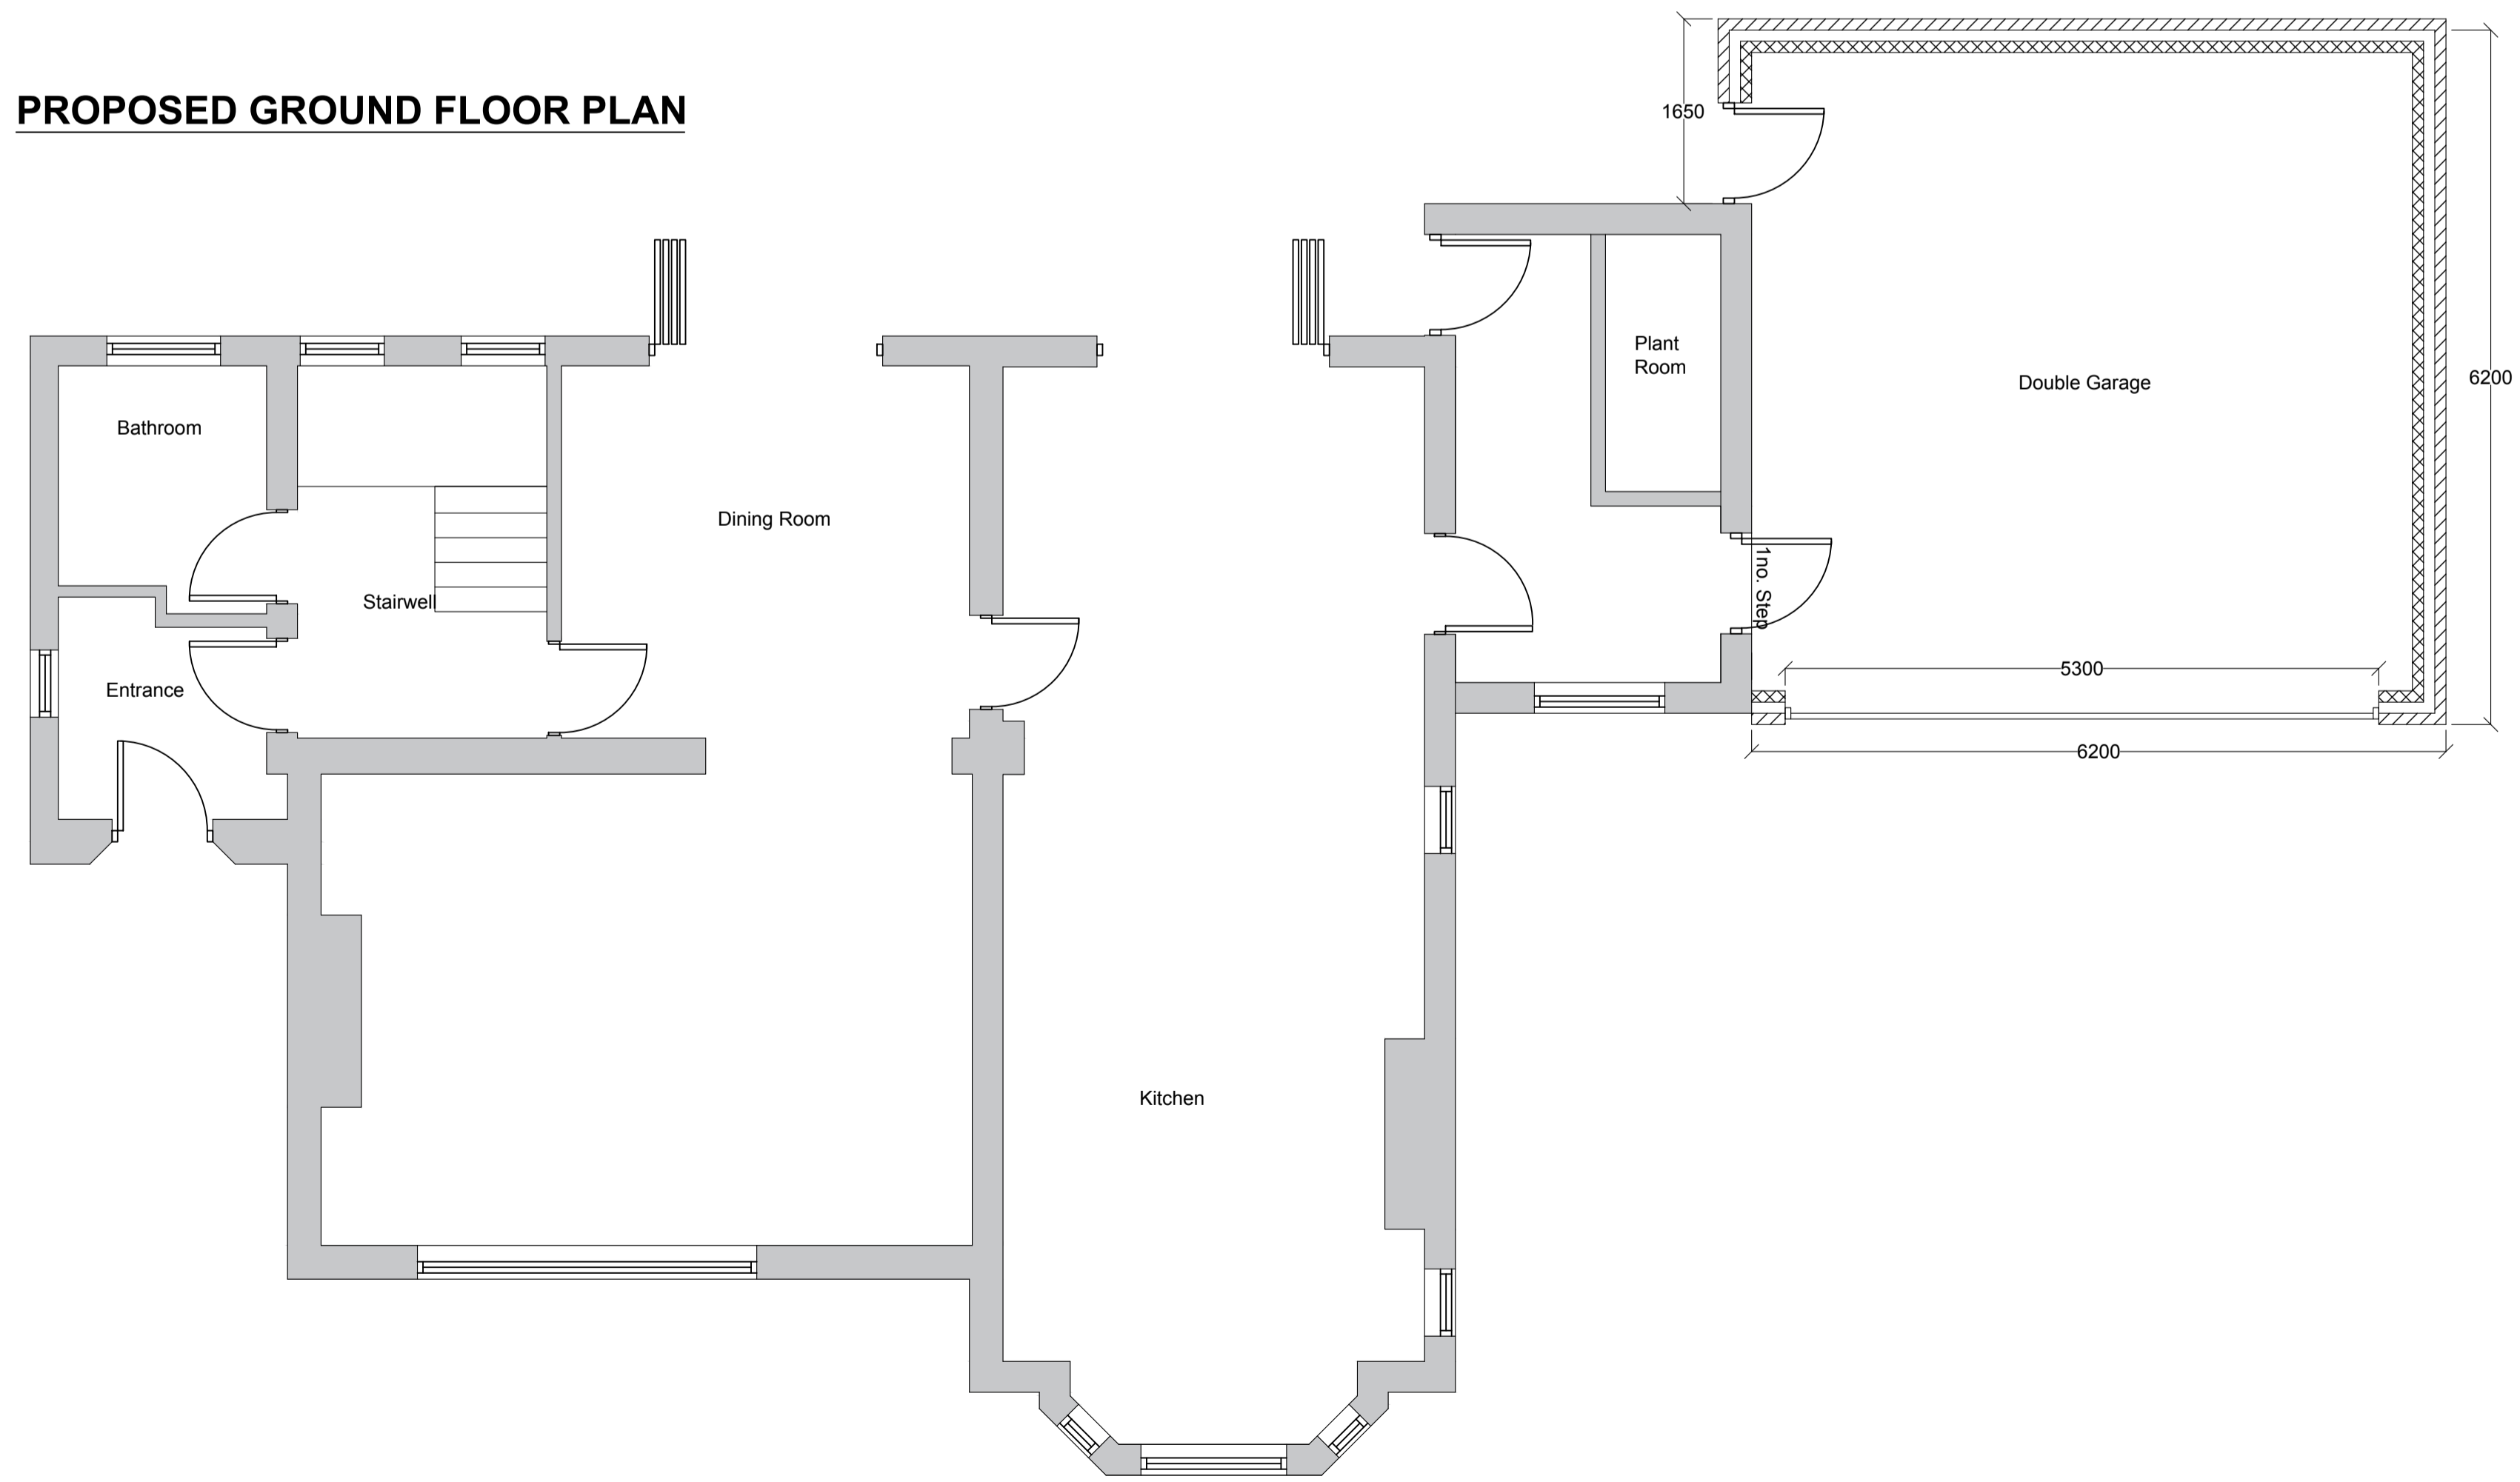 PROPOSED GROUND FLOOR PLAN
1650
Plant
Room
Double Garage
6200
Bathroom
Dining Room
1no. Step
Stairwell
Entrance
5300
6200
Kitchen